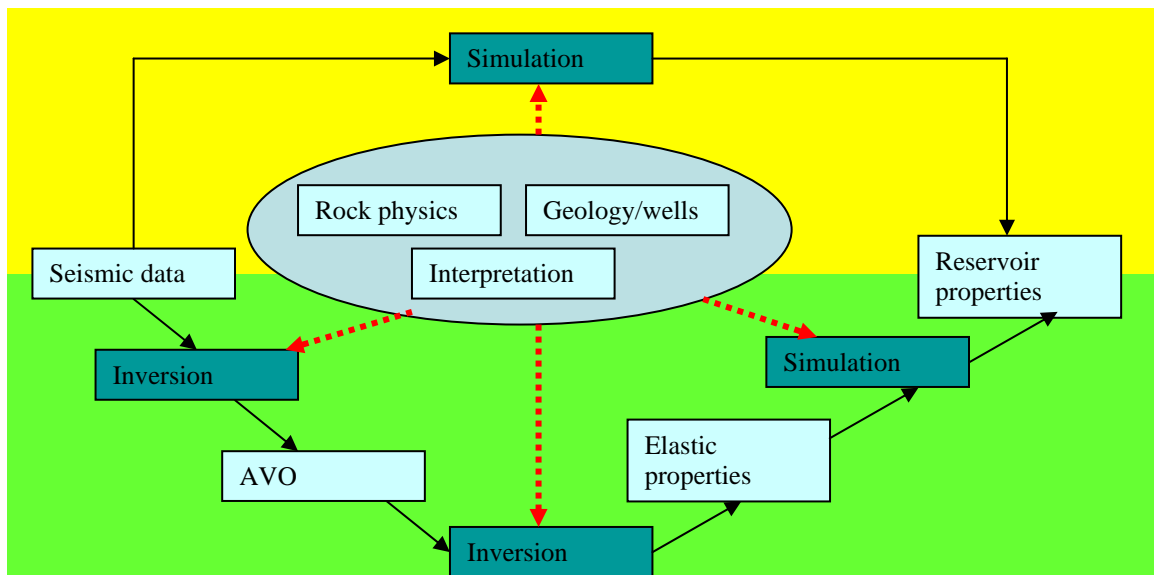 Simulation
Rock physics
Geology/wells
Interpretation
Seismic data
Reservoir
properties
Inversion
Simulation
AVO
Elastic
properties
Inversion